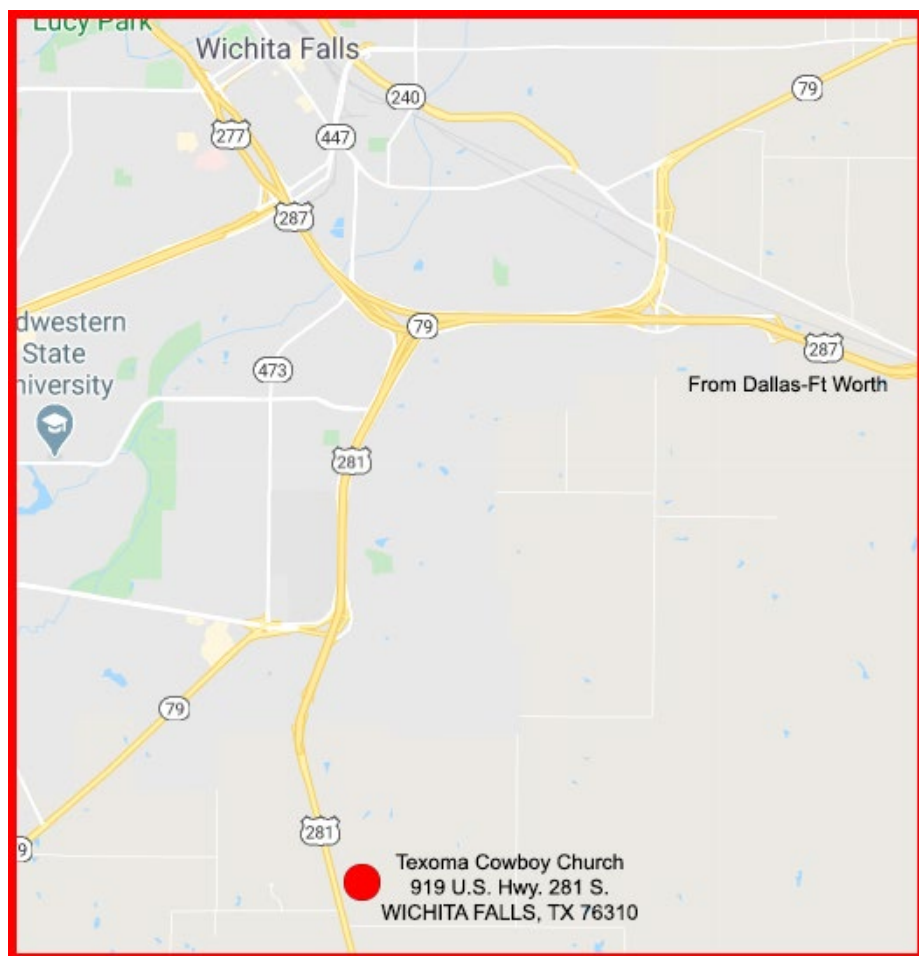 Lucy Park
Wichita Falls
79
240
277
447
287
dwestern
State
niversity
79
473
287
From Dallas-Ft Worth
281
79
281
9
Texoma Cowboy Church
919 U.S. Hwy. 281 S.
WICHITA FALLS, TX 76310